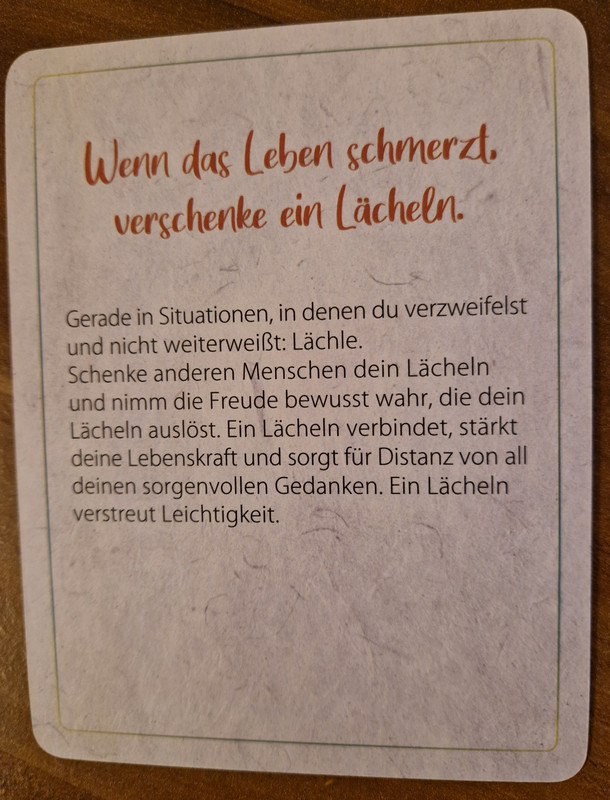 Wenn das Leben schmerzt,
verschenke ein Lächeln.
Gerade in Situationen, in denen du verzweifelst
und nicht weiterweißt: Lächle.
Schenke anderen Menschen dein Lächeln
und nimm die Freude bewusst wahr, die dein
Lächeln auslöst. Ein Lächeln verbindet, stärkt
deine Lebenskraft und sorgt für Distanz von all
deinen sorgenvollen Gedanken. Ein Lächeln
verstreut Leichtigkeit.